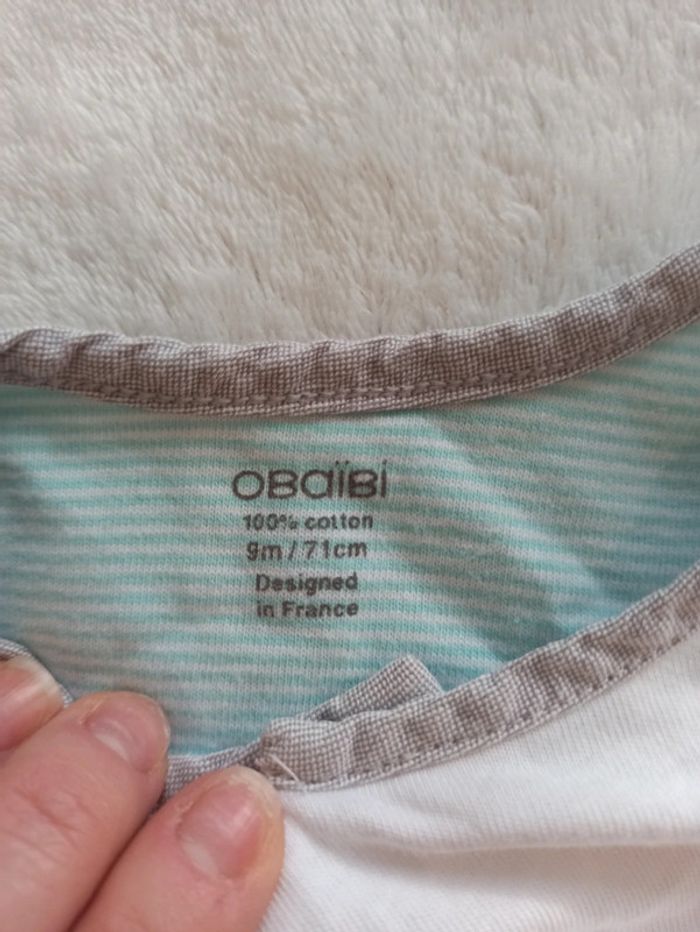 OBaïBi
100% cotton
9m / 71cm
Designed
in France